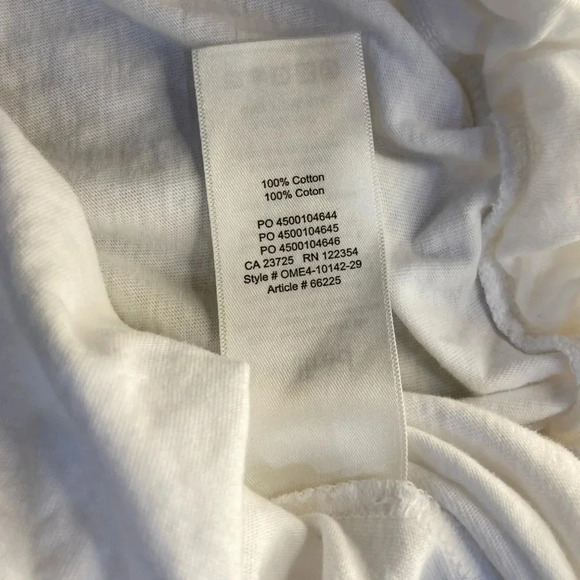 100% Cotton
100% Coton
PO 4500104644
PO 4500104645
PO 4500104646
CA 23725 RN 122354
Style # OME4-10142-29
Article # 66225